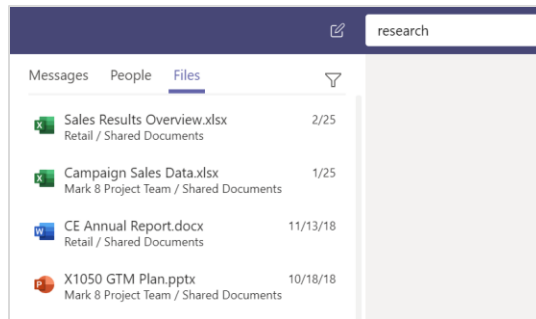 research
Messages People Files
Sales Results Overview.xlsx 2/25
Retail / Shared Documents
Campaign Sales Data.xlsx 1/25
Mark 8 Project Team / Shared Documents
CE Annual Report.docx 11/13/18
Retail / Shared Documents
X1050 GTM Plan.pptx 10/18/18
Mark 8 Project Team / Shared Documents